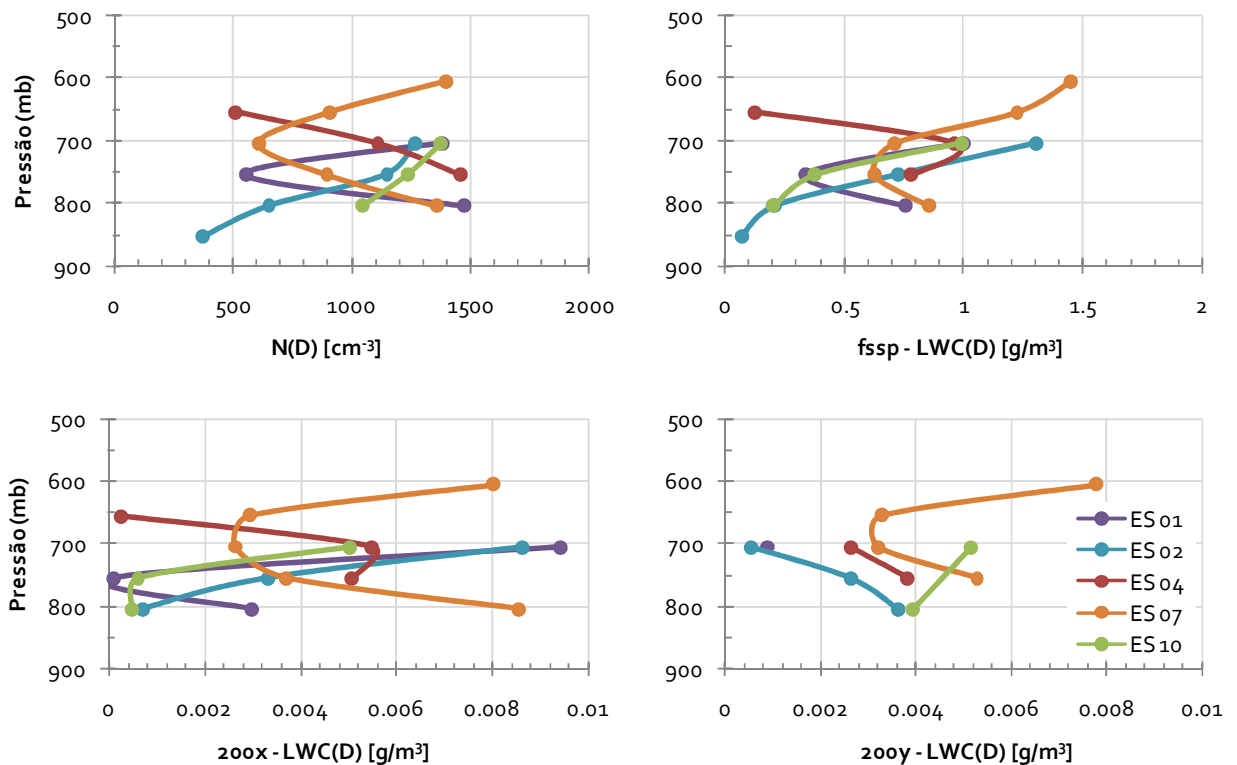 500
600
700
800
900
Pressão (mb)
0 500 1000 1500 2000
N(D) [cm⁻³]
500
600
700
800
900
0 0.5 1 1.5 2
fssp - LWC(D) [g/m³]
500
600
700
800
900
Pressão (mb)
0 0.002 0.004 0.006 0.008 0.01
200x - LWC(D) [g/m³]
500
600
700
800
900
ES 01
ES 02
ES 04
ES 07
ES 10
0 0.002 0.004 0.006 0.008 0.01
200y - LWC(D) [g/m³]